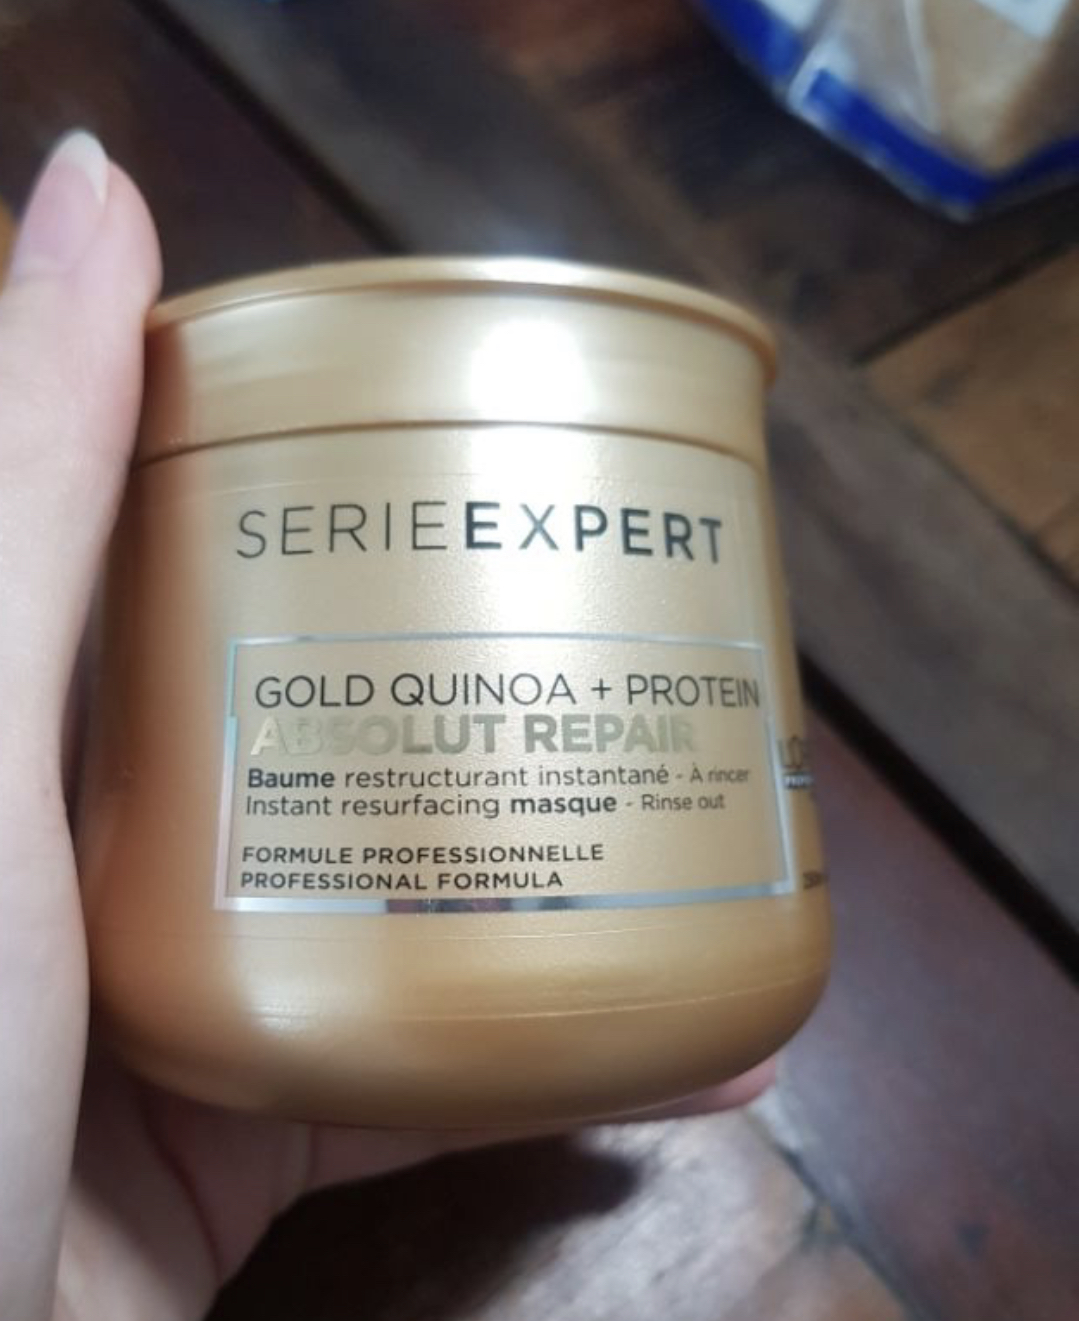 SERIEEXPERT
GOLD QUINOA + PROTEIN
ABSOLUT REPAIR
Baume restructurant instantané - À rincer
Instant resurfacing masque - Rinse out
FORMULE PROFESSIONNELLE
PROFESSIONAL FORMULA